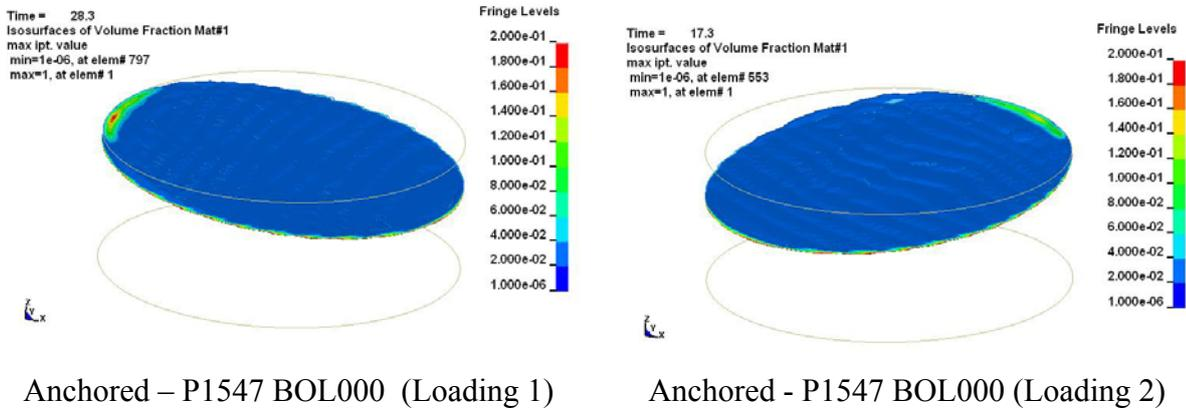 Time = 28.3
Isosurfaces of Volume Fraction Mat#1
max ipt. value
min=1e-06, at elem# 797
max=1, at elem# 1
Fringe Levels
2.000e-01
1.800e-01
1.600e-01
1.400e-01
1.200e-01
1.000e-01
8.000e-02
6.000e-02
4.000e-02
2.000e-02
1.000e-06
Z
Y
X
Time = 17.3
Isosurfaces of Volume Fraction Mat#1
max ipt. value
min=1e-06, at elem# 553
max=1, at elem# 1
Fringe Levels
2.000e-01
1.800e-01
1.600e-01
1.400e-01
1.200e-01
1.000e-01
8.000e-02
6.000e-02
4.000e-02
2.000e-02
1.000e-06
Z
Y
X
Anchored – P1547 BOL000 (Loading 1)
Anchored - P1547 BOL000 (Loading 2)